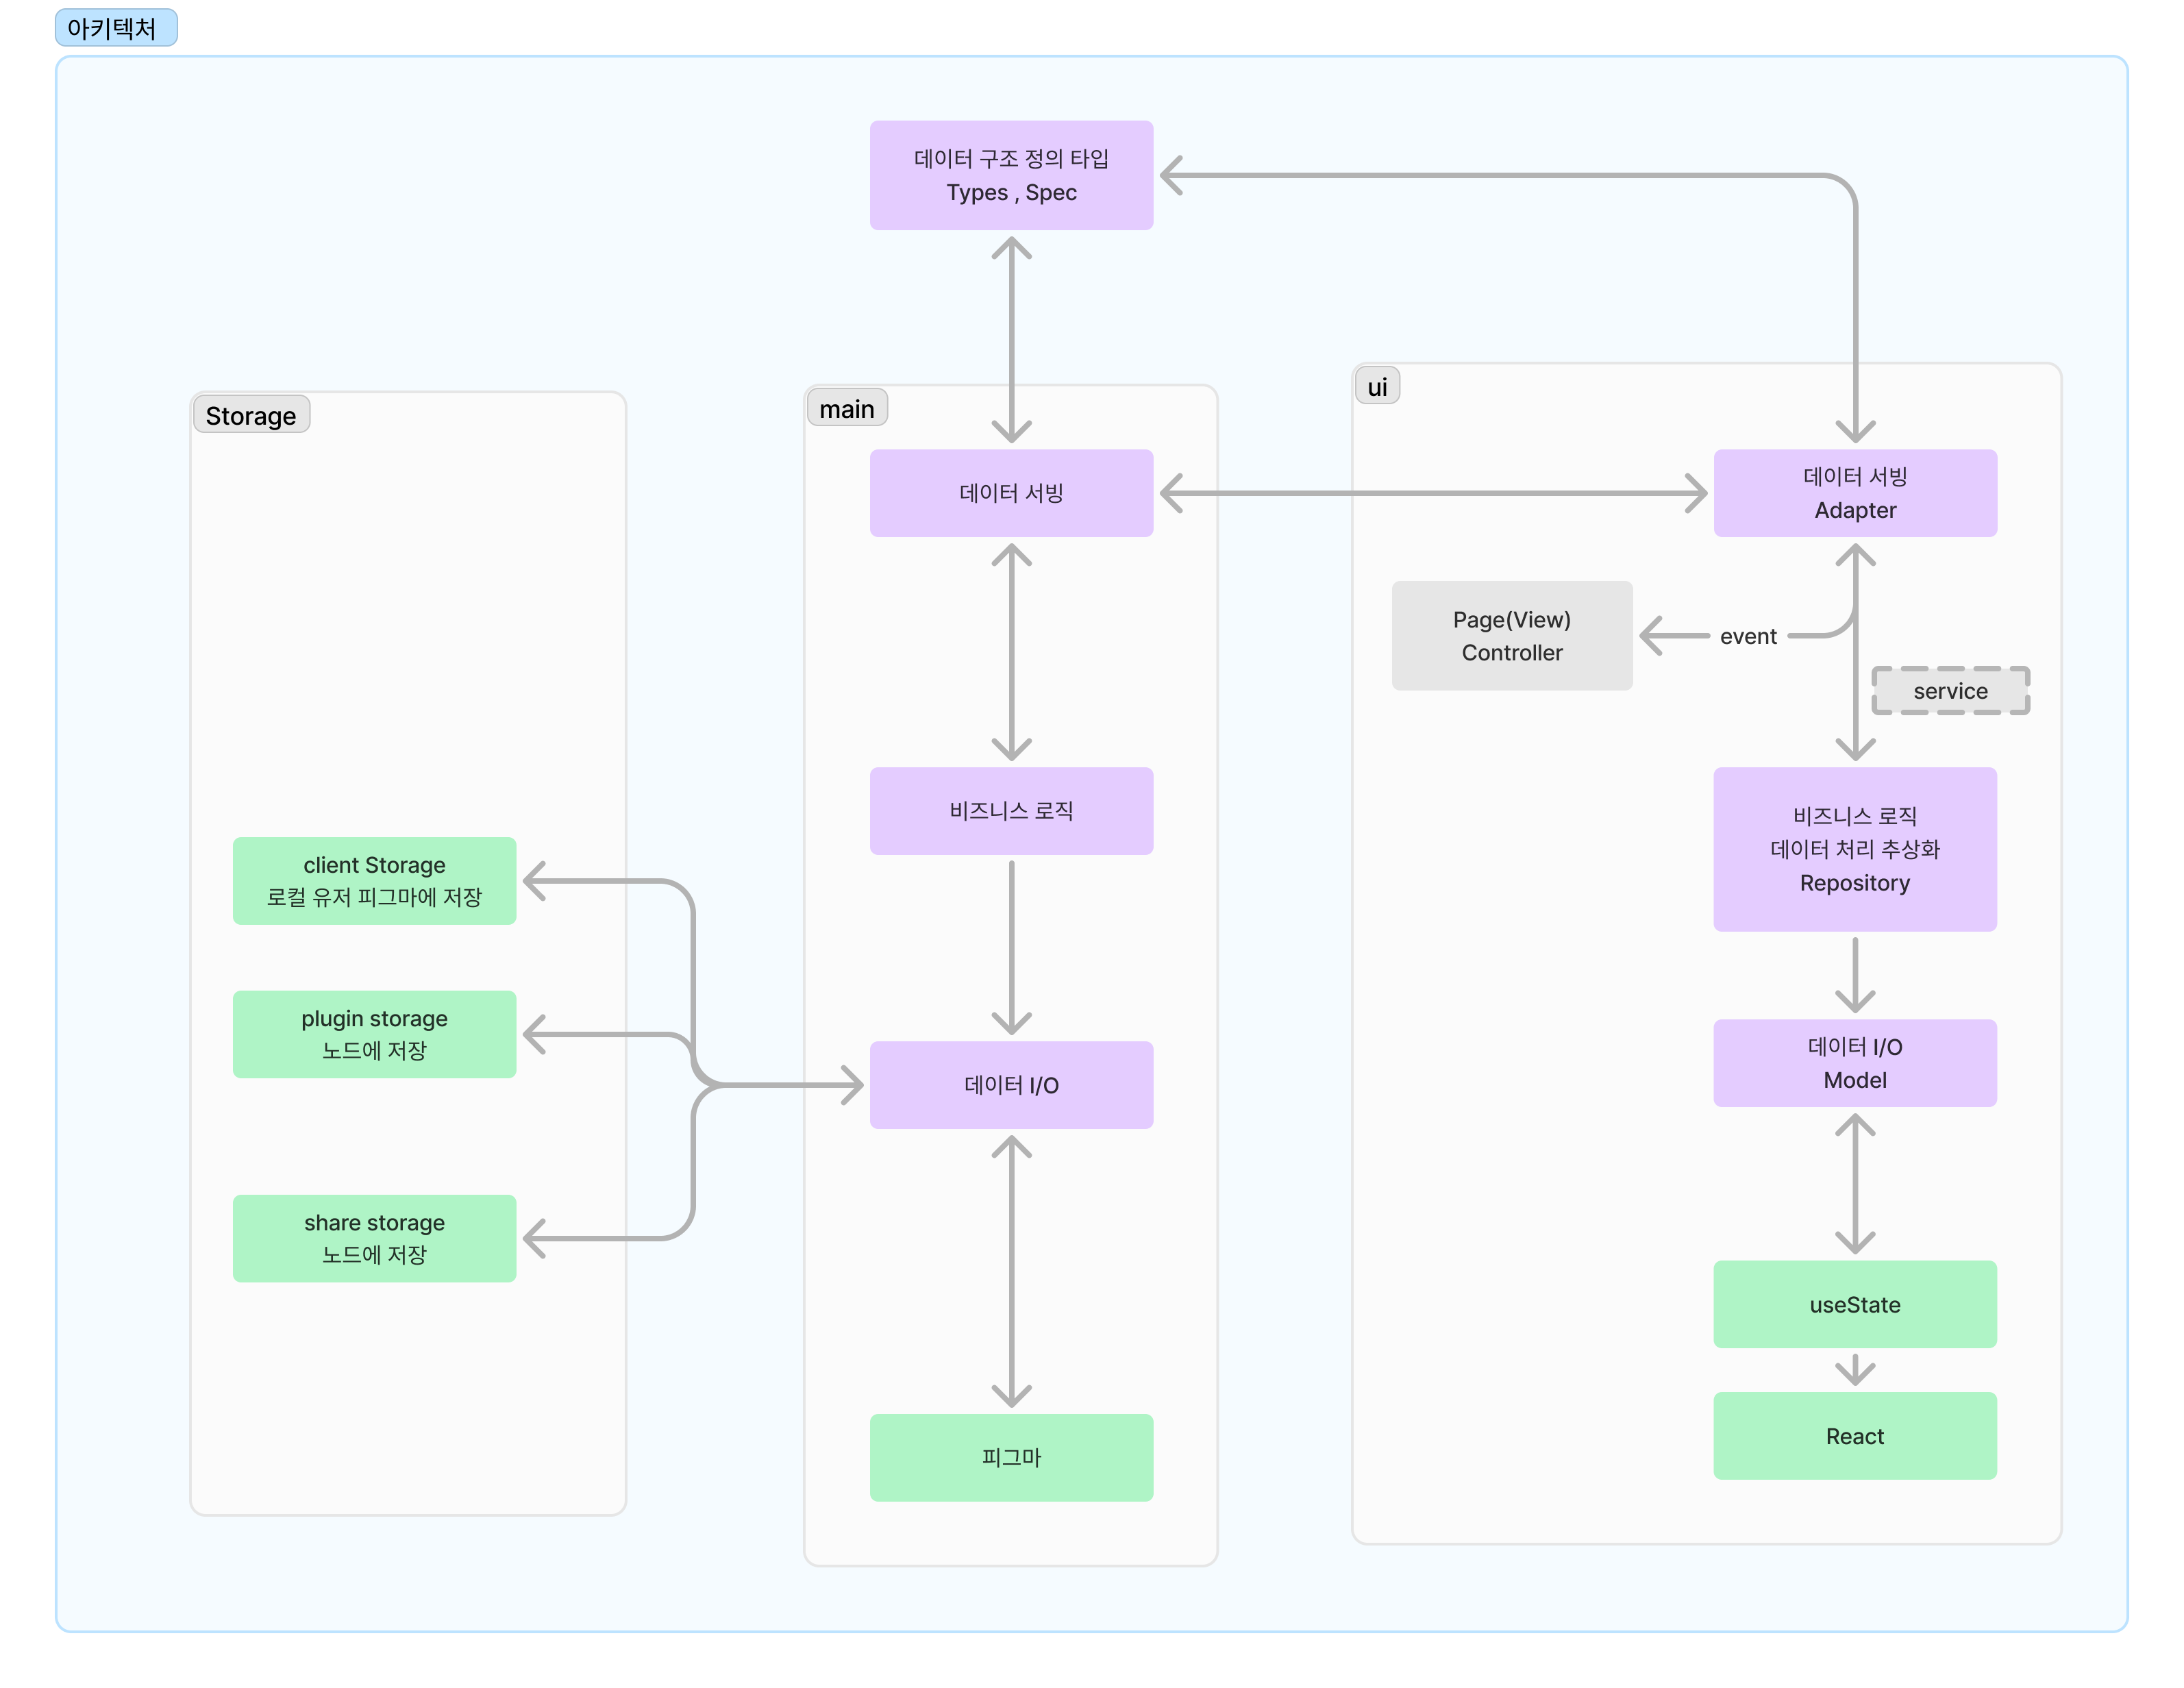 아키텍처
데이터 구조 정의 타입
Types , Spec
Storage
client Storage
로컬 유저 피그마에 저장
plugin storage
노드에 저장
share storage
노드에 저장
main
데이터 서빙
비즈니스 로직
데이터 I/O
피그마
ui
데이터 서빙
Adapter
Page(View)
Controller
event
service
비즈니스 로직
데이터 처리 추상화
Repository
데이터 I/O
Model
useState
React